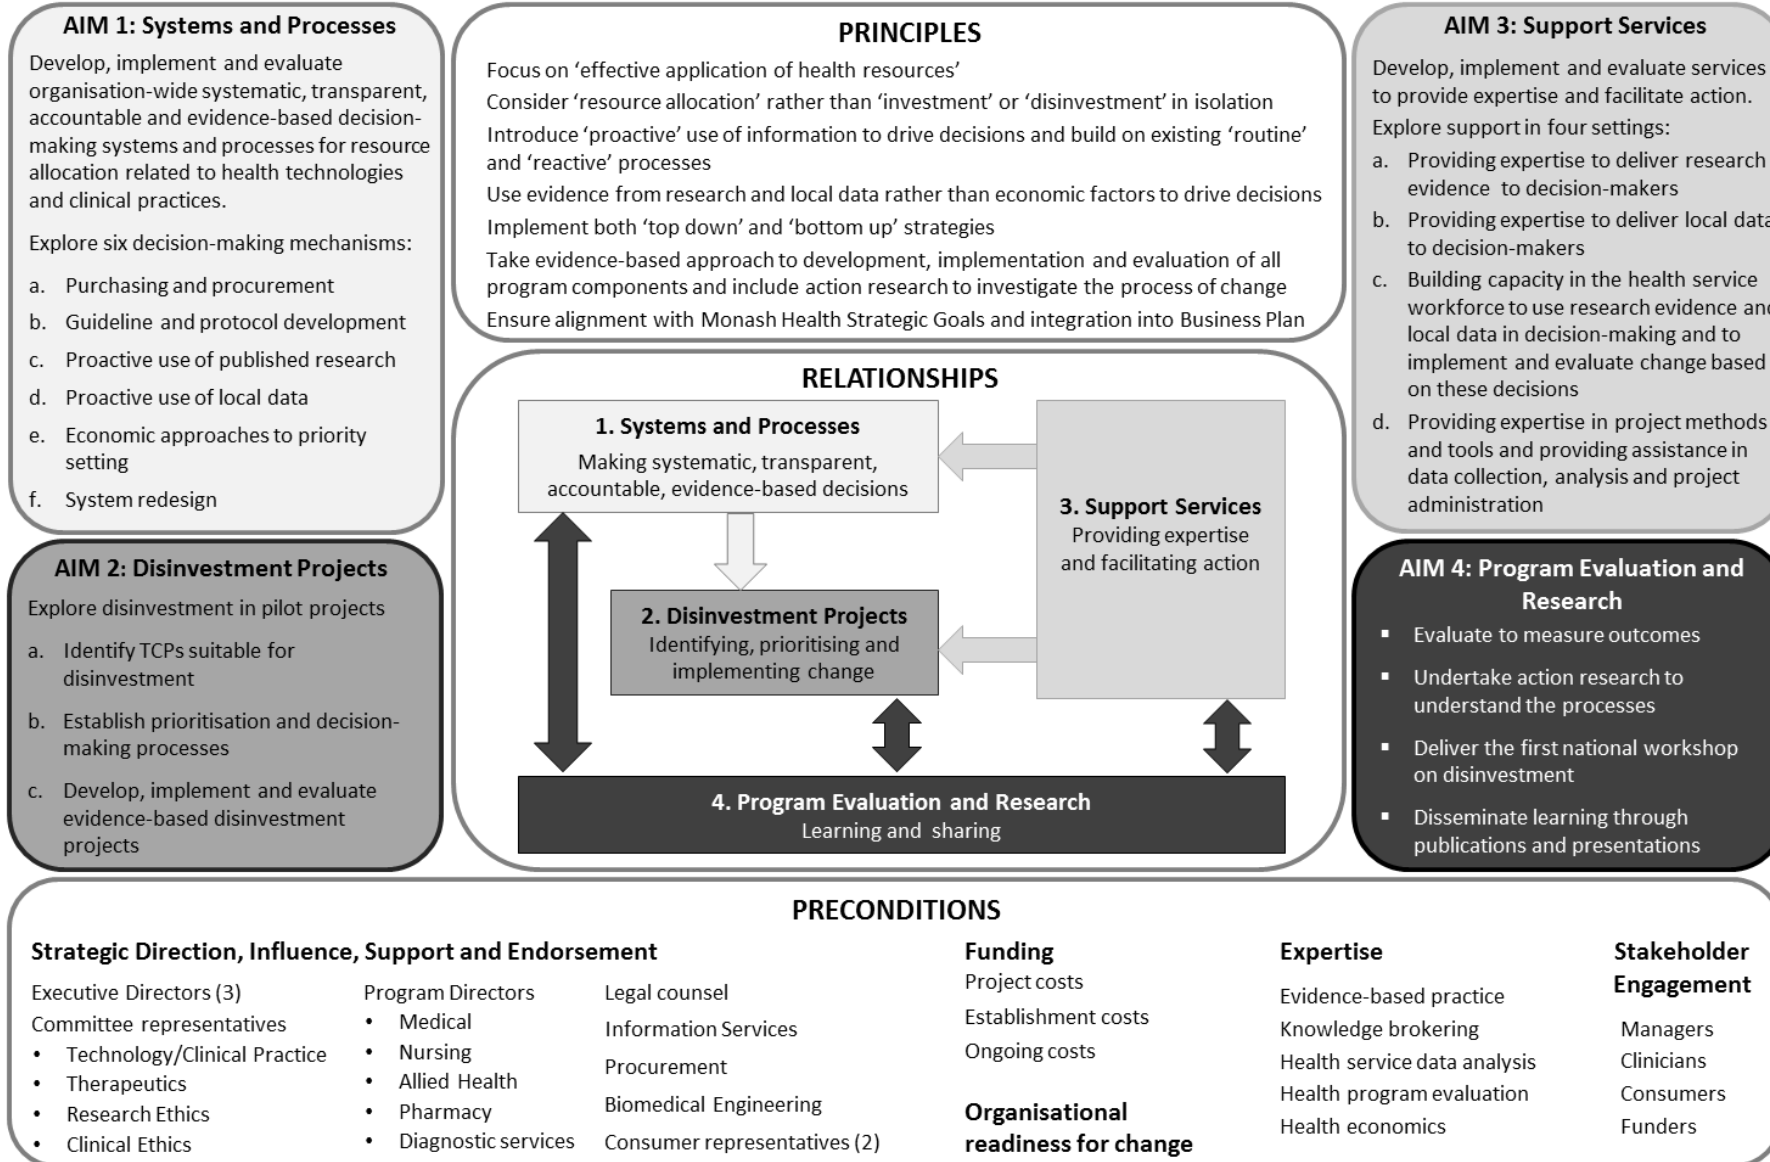 AIM 1: Systems and Processes
Develop, implement and evaluate
organisation-wide systematic, transparent,
accountable and evidence-based decision-
making systems and processes for resource
allocation related to health technologies
and clinical practices.
Explore six decision-making mechanisms:
a. Purchasing and procurement
b. Guideline and protocol development
c. Proactive use of published research
d. Proactive use of local data
e. Economic approaches to priority
setting
f. System redesign
AIM 2: Disinvestment Projects
Explore disinvestment in pilot projects
a. Identify TCPs suitable for
disinvestment
b. Establish prioritisation and decision-
making processes
c. Develop, implement and evaluate
evidence-based disinvestment
projects
PRINCIPLES
Focus on ‘effective application of health resources’
Consider ‘resource allocation’ rather than ‘investment’ or ‘disinvestment’ in isolation
Introduce ‘proactive’ use of information to drive decisions and build on existing ‘routine’
and ‘reactive’ processes
Use evidence from research and local data rather than economic factors to drive decisions
Implement both ‘top down’ and ‘bottom up’ strategies
Take evidence-based approach to development, implementation and evaluation of all
program components and include action research to investigate the process of change
Ensure alignment with Monash Health Strategic Goals and integration into Business Plan
RELATIONSHIPS
1. Systems and Processes
Making systematic, transparent,
accountable, evidence-based decisions
2. Disinvestment Projects
Identifying, prioritising and
implementing change
3. Support Services
Providing expertise
and facilitating action
4. Program Evaluation and Research
Learning and sharing
AIM 3: Support Services
Develop, implement and evaluate services
to provide expertise and facilitate action.
Explore support in four settings:
a. Providing expertise to deliver research
evidence to decision-makers
b. Providing expertise to deliver local data
to decision-makers
c. Building capacity in the health service
workforce to use research evidence and
local data in decision-making and to
implement and evaluate change based
on these decisions
d. Providing expertise in project methods
and tools and providing assistance in
data collection, analysis and project
administration
AIM 4: Program Evaluation and
Research
▪ Evaluate to measure outcomes
▪ Undertake action research to
understand the processes
▪ Deliver the first national workshop
on disinvestment
▪ Disseminate learning through
publications and presentations
PRECONDITIONS
Strategic Direction, Influence, Support and Endorsement
Executive Directors (3)
Committee representatives
• Technology/Clinical Practice
• Therapeutics
• Research Ethics
• Clinical Ethics
Program Directors
• Medical
• Nursing
• Allied Health
• Pharmacy
• Diagnostic services
Legal counsel
Information Services
Procurement
Biomedical Engineering
Consumer representatives (2)
Funding
Project costs
Establishment costs
Ongoing costs
Organisational
readiness for change
Expertise
Evidence-based practice
Knowledge brokering
Health service data analysis
Health program evaluation
Health economics
Stakeholder
Engagement
Managers
Clinicians
Consumers
Funders